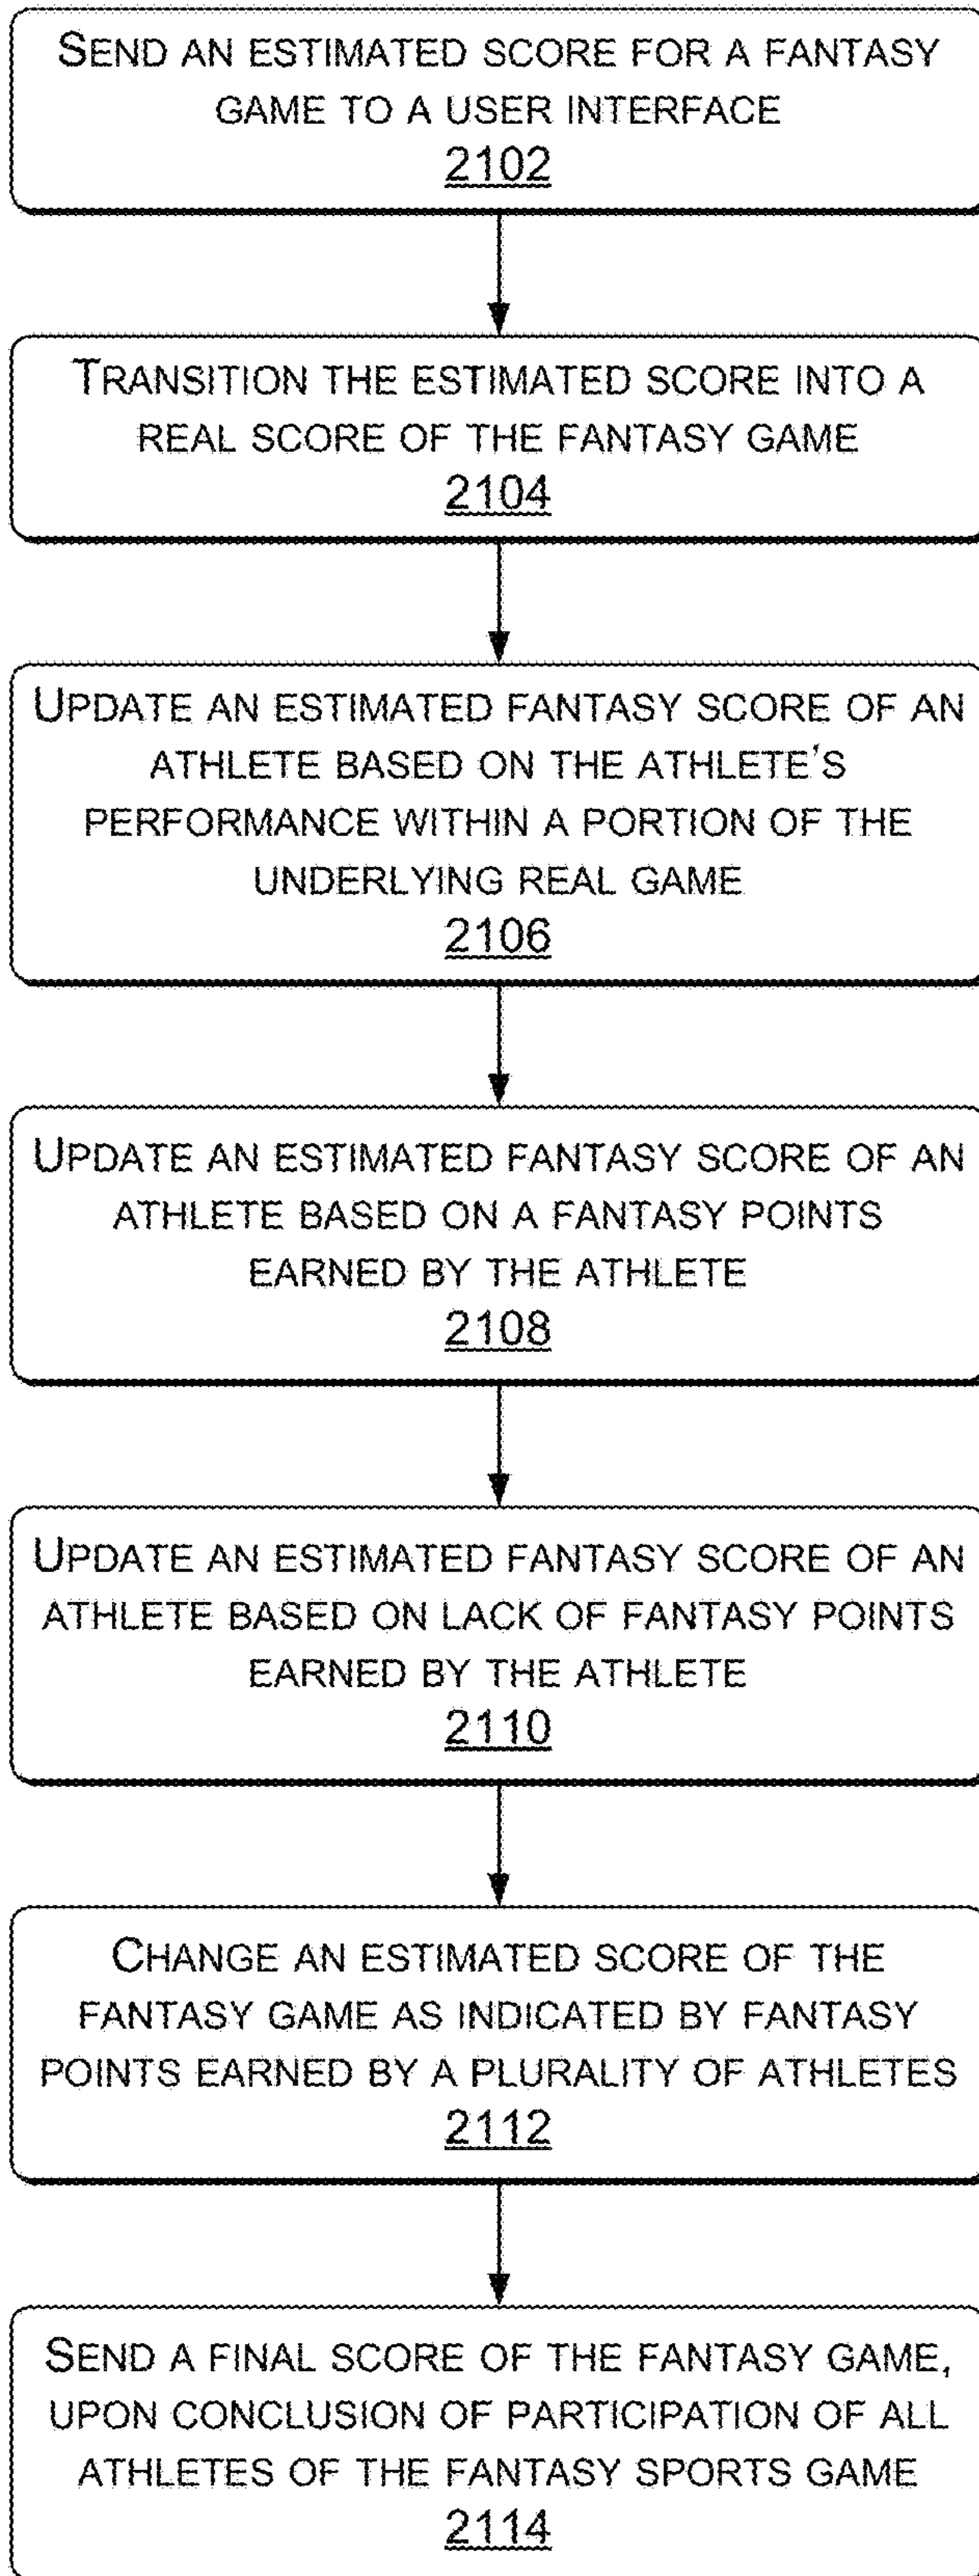 SEND AN ESTIMATED SCORE FOR A FANTASY
GAME TO A USER INTERFACE
2102
TRANSITION THE ESTIMATED SCORE INTO A
REAL SCORE OF THE FANTASY GAME
2104
UPDATE AN ESTIMATED FANTASY SCORE OF AN
ATHLETE BASED ON THE ATHLETE'S
PERFORMANCE WITHIN A PORTION OF THE
UNDERLYING REAL GAME
2106
UPDATE AN ESTIMATED FANTASY SCORE OF AN
ATHLETE BASED ON A FANTASY POINTS
EARNED BY THE ATHLETE
2108
UPDATE AN ESTIMATED FANTASY SCORE OF AN
ATHLETE BASED ON LACK OF FANTASY POINTS
EARNED BY THE ATHLETE
2110
CHANGE AN ESTIMATED SCORE OF THE
FANTASY GAME AS INDICATED BY FANTASY
POINTS EARNED BY A PLURALITY OF ATHLETES
2112
SEND A FINAL SCORE OF THE FANTASY GAME,
UPON CONCLUSION OF PARTICIPATION OF ALL
ATHLETES OF THE FANTASY SPORTS GAME
2114